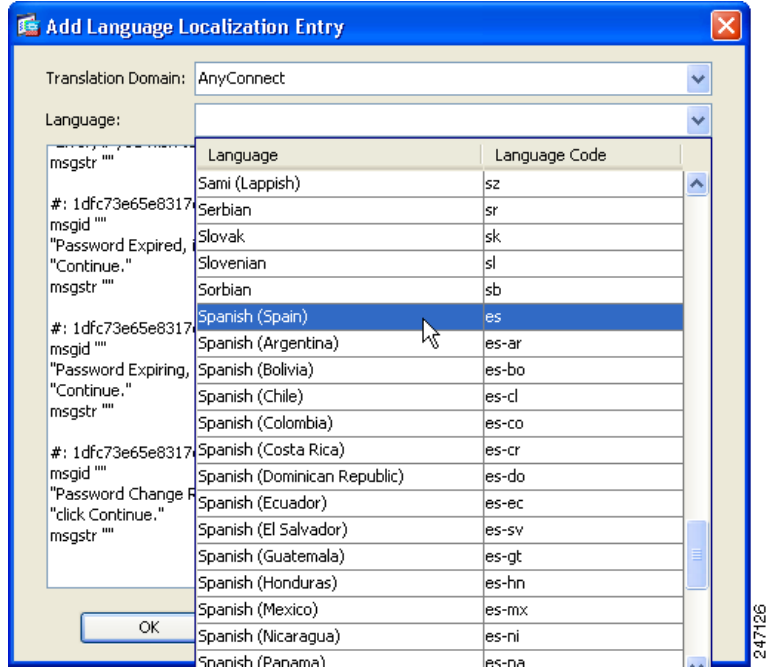 Add Language Localization Entry
Translation Domain: AnyConnect
Language:
Language Language Code
msgstr ""
#: 1dfc73e65e8317
msgid ""
"Password Expired,
"Continue."
msgstr ""
#: 1dfc73e65e8317
msgid ""
"Password Expiring,
"Continue."
msgstr ""
#: 1dfc73e65e8317
msgid ""
"Password Change R
"click Continue."
msgstr ""
Sami (Lappish) sz
Serbian sr
Slovak sk
Slovenian sl
Sorbian sb
Spanish (Spain) es
Spanish (Argentina) es-ar
Spanish (Bolivia) es-bo
Spanish (Chile) es-cl
Spanish (Colombia) es-co
Spanish (Costa Rica) es-cr
Spanish (Dominican Republic) es-do
Spanish (Ecuador) es-ec
Spanish (El Salvador) es-sv
Spanish (Guatemala) es-gt
Spanish (Honduras) es-hn
Spanish (Mexico) es-mx
Spanish (Nicaragua) es-ni
Spanish (Panama) es-pa
OK
247126